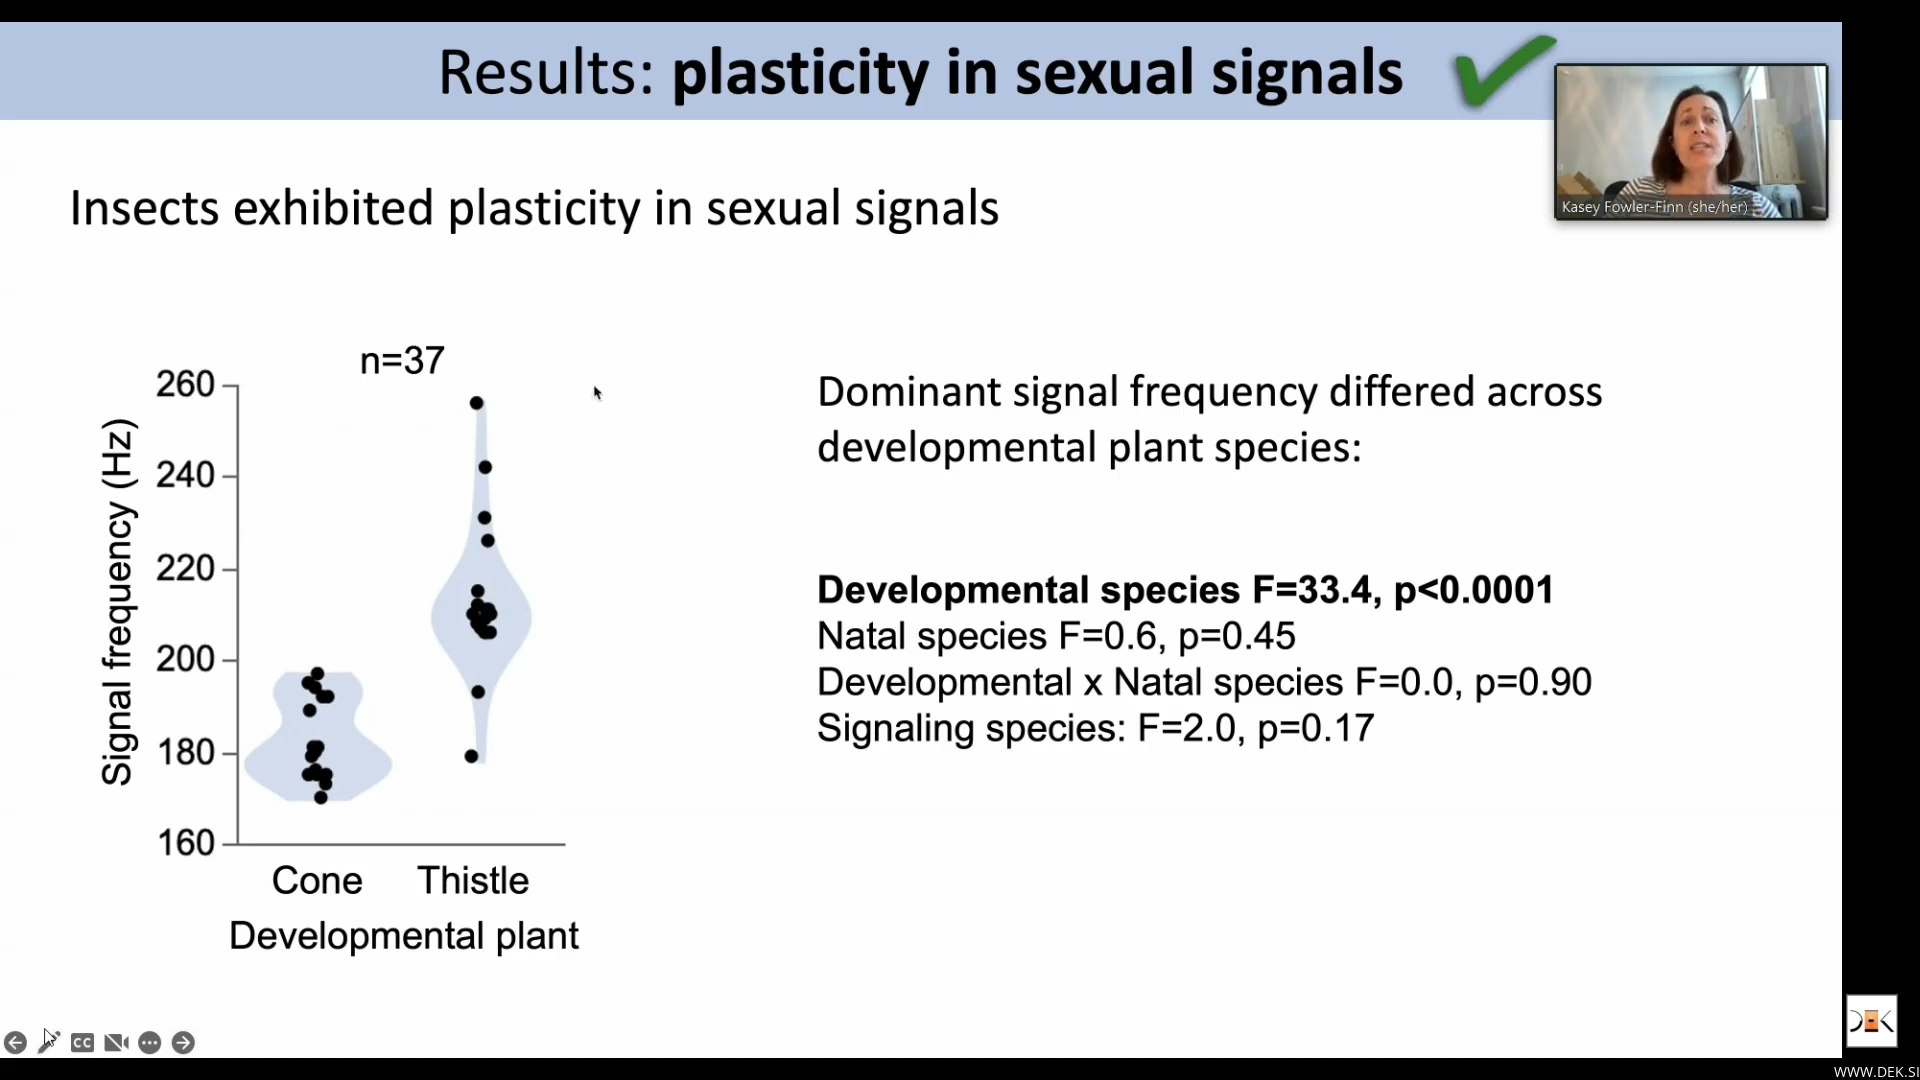 Results: plasticity in sexual signals
Kasey Fowler-Finn (she/her)
Insects exhibited plasticity in sexual signals
n=37
260
240
220
200
180
160
Signal frequency (Hz)
Cone
Thistle
Developmental plant
Dominant signal frequency differed across
developmental plant species:
Developmental species F=33.4, p<0.0001
Natal species F=0.6, p=0.45
Developmental x Natal species F=0.0, p=0.90
Signaling species: F=2.0, p=0.17
CC
DEK
WWW.DEK.SI